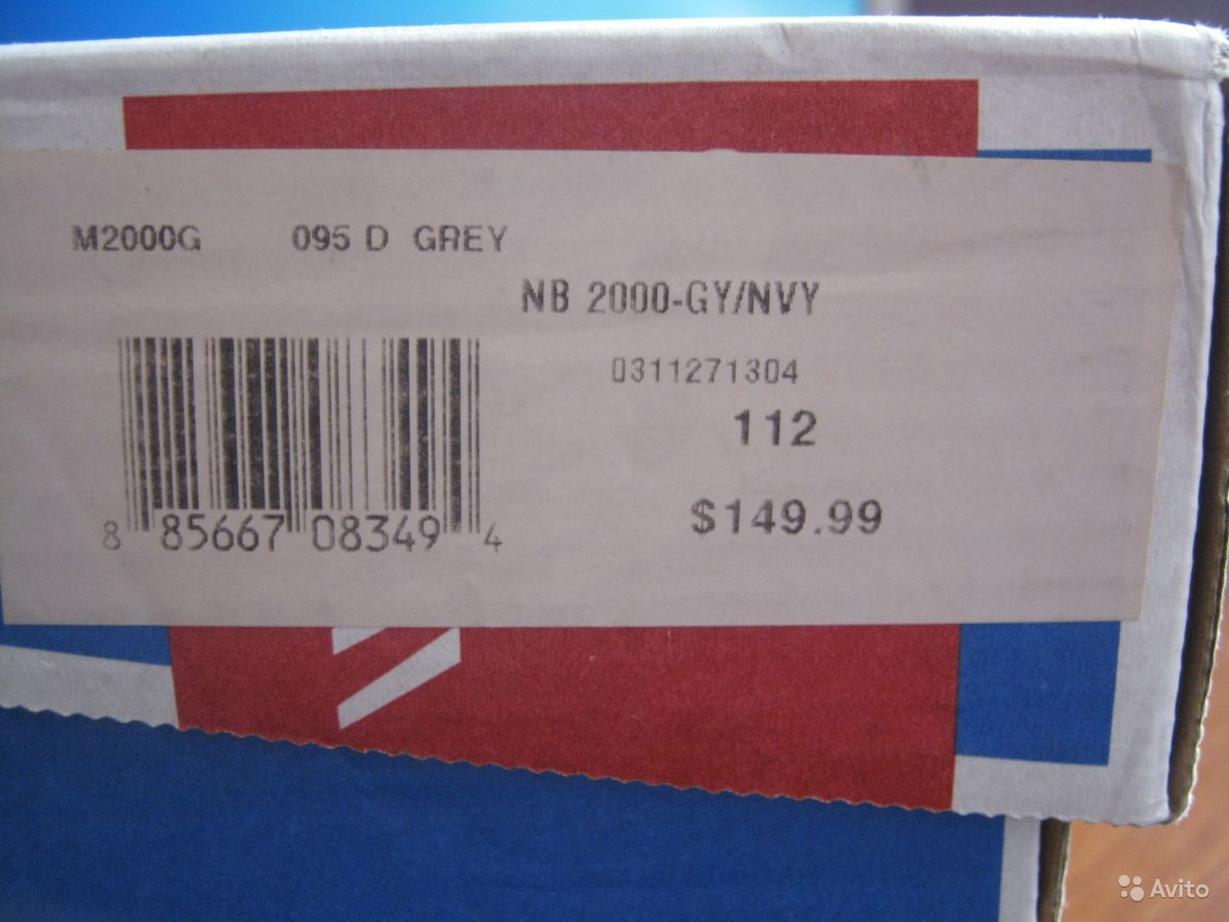 M2000G 095 D GREY
NB 2000-GY/NVY
0311271304
112
$149.99
8 85667 08349 4
Avito